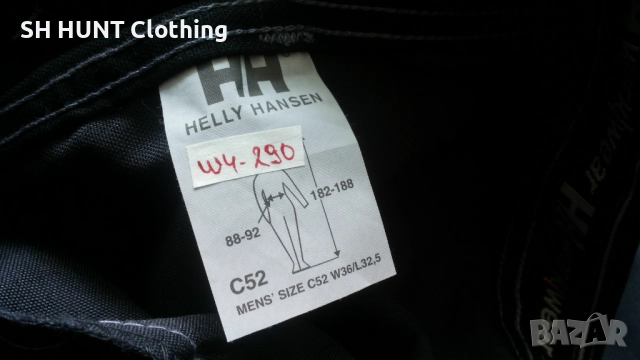 SH HUNT Clothing
HH
HELLY HANSEN
W4-290
182-188
88-92
C52
MENS' SIZE C52 W36/L32,5
BAZAR